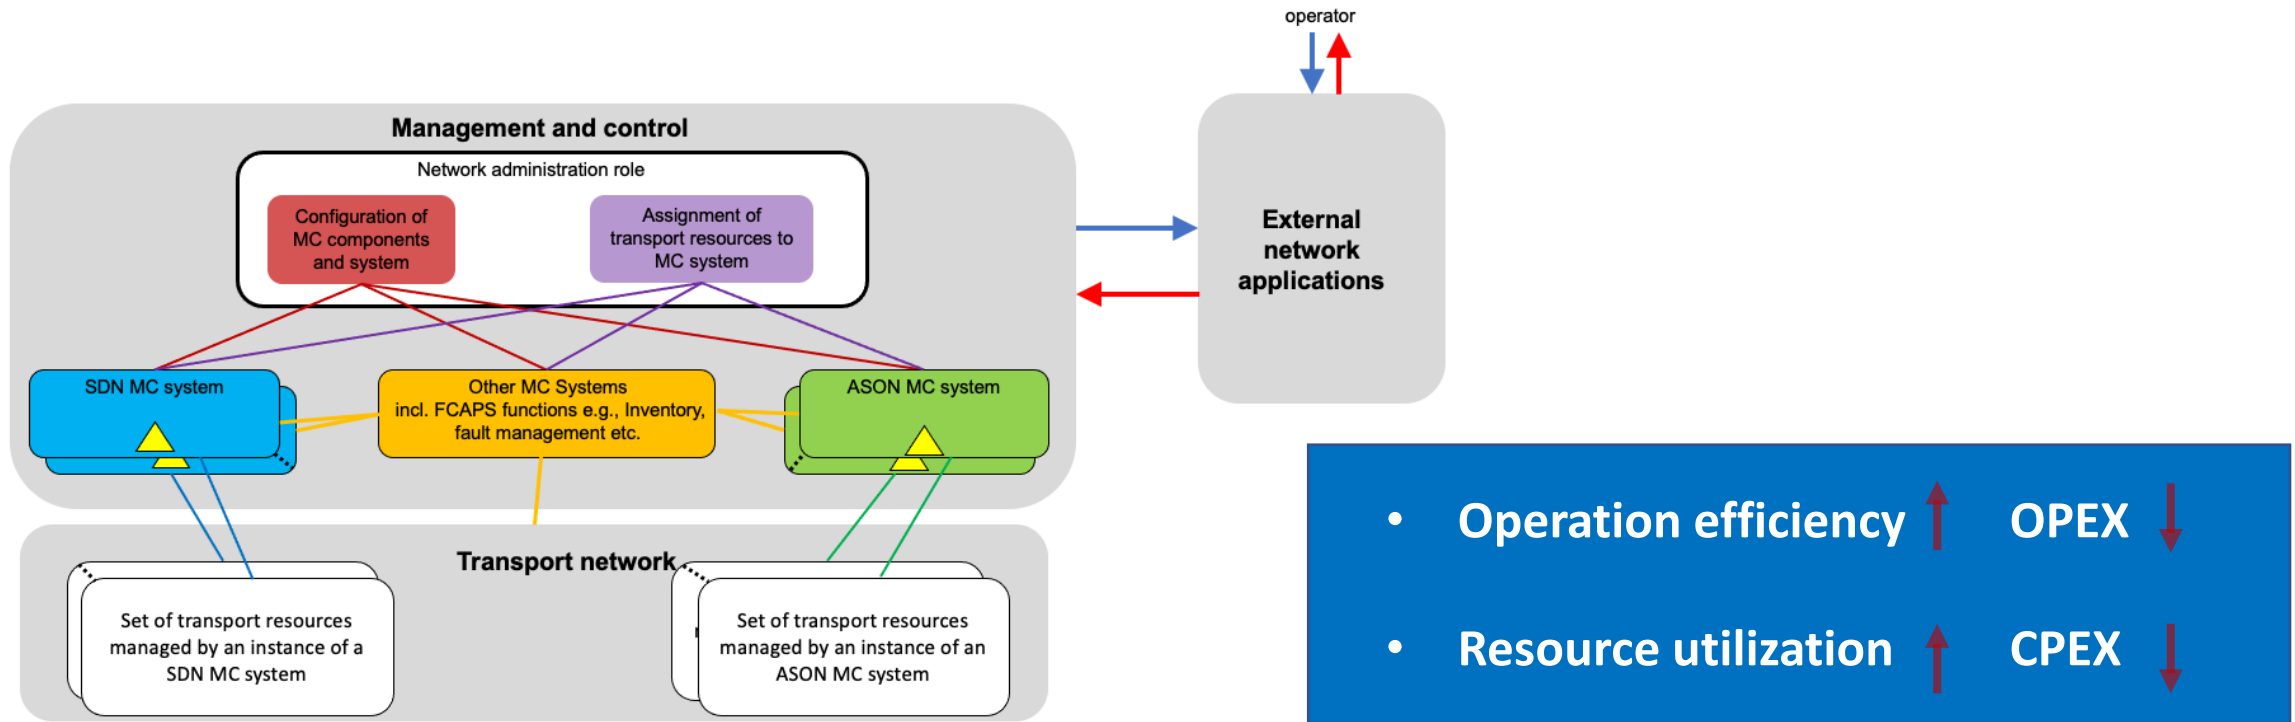 operator
Management and control
Network administration role
Configuration of
MC components
and system
Assignment of
transport resources to
MC system
External
network
applications
SDN MC system
Other MC Systems
incl. FCAPS functions e.g., Inventory,
fault management etc.
ASON MC system
Transport network
Set of transport resources
managed by an instance of a
SDN MC system
Set of transport resources
managed by an instance of an
ASON MC system
• Operation efficiency OPEX
• Resource utilization CPEX